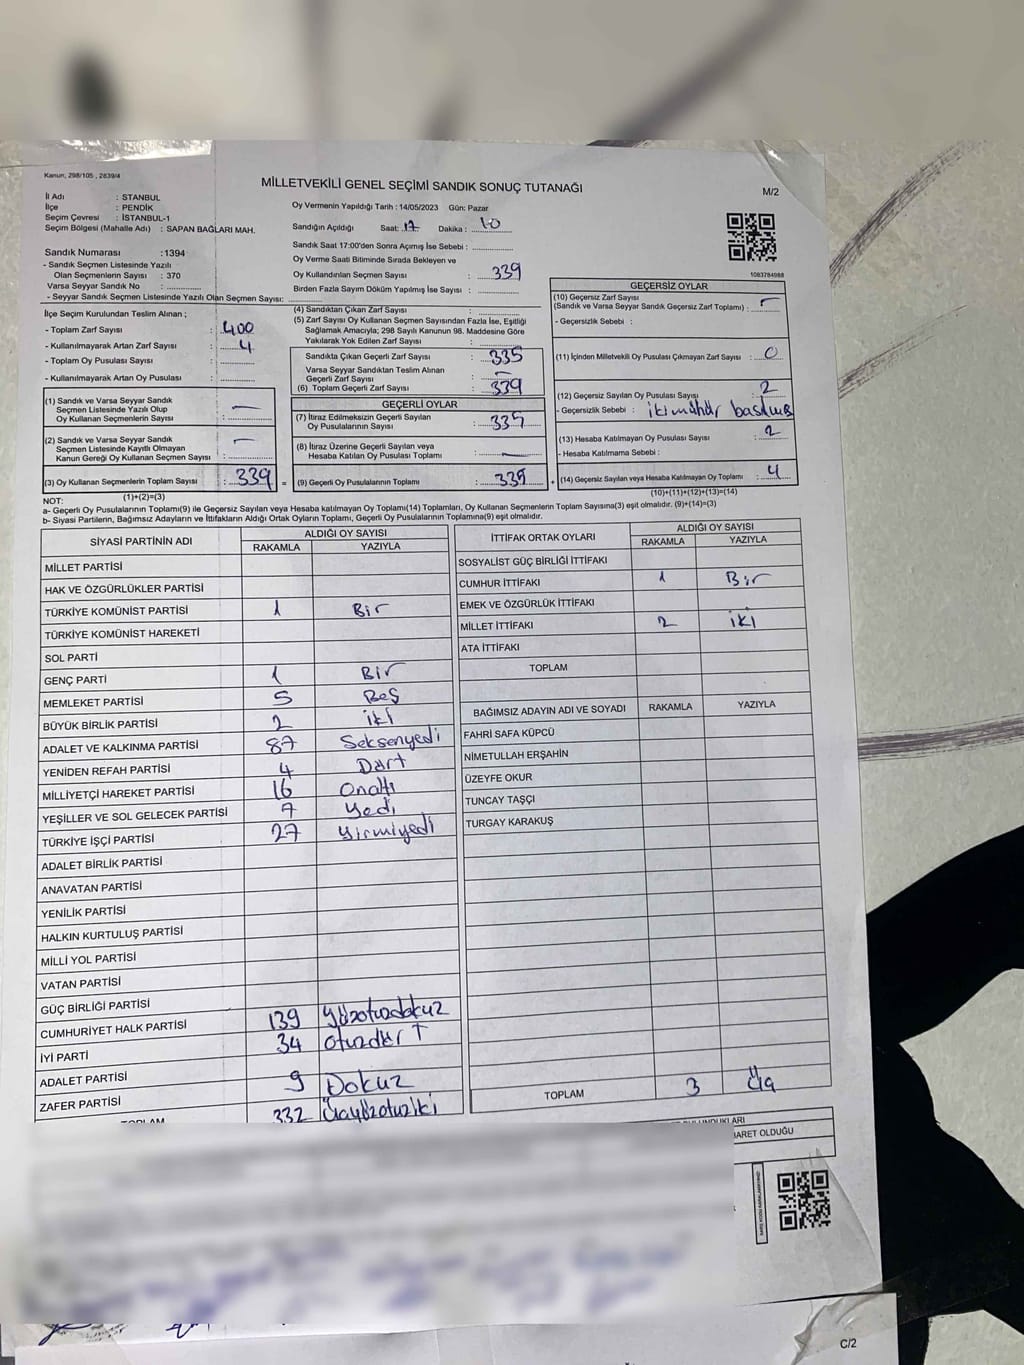 Kanun, 298/105 , 2839/4
MİLLETVEKİLİ GENEL SEÇİMİ SANDIK SONUÇ TUTANAĞI
M/2
İl Adı : STANBUL
İlçe : PENDİK
Seçim Çevresi : İSTANBUL-1
Seçim Bölgesi (Mahalle Adı) : SAPAN BAĞLARI MAH.
Sandık Numarası :1394
- Sandık Seçmen Listesinde Yazılı
Olan Seçmenlerin Sayısı : 370
Varsa Seyyar Sandık No :
- Seyyar Sandık Seçmen Listesinde Yazılı Olan Seçmen Sayısı:
Oy Vermenin Yapıldığı Tarih : 14/05/2023 Gün: Pazar
Sandığın Açıldığı Saat: 17 Dakika : 10
Sandık Saat 17:00'den Sonra Açılmış İse Sebebi :
Oy Verme Saati Bitiminde Sırada Bekleyen ve
Oy Kullandırılan Seçmen Sayısı : 339
Birden Fazla Sayım Döküm Yapılmış İse Sayısı :
1083784988
İlçe Seçim Kurulundan Teslim Alınan ;
- Toplam Zarf Sayısı : 400
- Kullanılmayarak Artan Zarf Sayısı : 4
- Toplam Oy Pusulası Sayısı :
- Kullanılmayarak Artan Oy Pusulası :
(1) Sandık ve Varsa Seyyar Sandık
Seçmen Listesinde Yazılı Olup
Oy Kullanan Seçmenlerin Sayısı : —
(2) Sandık ve Varsa Seyyar Sandık
Seçmen Listesinde Kayıtlı Olmayan
Kanun Gereği Oy Kullanan Seçmen Sayısı : —
(3) Oy Kullanan Seçmenlerin Toplam Sayısı : 339 =
(1)+(2)=(3)
(4) Sandıktan Çıkan Zarf Sayısı :
(5) Zarf Sayısı Oy Kullanan Seçmen Sayısından Fazla İse, Eşitliği
Sağlamak Amacıyla; 298 Sayılı Kanunun 98. Maddesine Göre
Yakılarak Yok Edilen Zarf Sayısı :
Sandıkta Çıkan Geçerli Zarf Sayısı : 335
Varsa Seyyar Sandıktan Teslim Alınan
Geçerli Zarf Sayısı : —
(6) Toplam Geçerli Zarf Sayısı : 339
GEÇERLİ OYLAR
(7) İtiraz Edilmeksizin Geçerli Sayılan
Oy Pusulalarının Sayısı : 335
(8) İtiraz Üzerine Geçerli Sayılan veya
Hesaba Katılan Oy Pusulası Toplamı : —
(9) Geçerli Oy Pusulalarının Toplamı : 335 +
GEÇERSİZ OYLAR
(10) Geçersiz Zarf Sayısı
(Sandık ve Varsa Seyyar Sandık Geçersiz Zarf Toplamı) : —
- Geçersizlik Sebebi :
(11) İçinden Milletvekili Oy Pusulası Çıkmayan Zarf Sayısı : 0
(12) Geçersiz Sayılan Oy Pusulası Sayısı : 2
- Geçersizlik Sebebi : iki mühür basılmış
(13) Hesaba Katılmayan Oy Pusulası Sayısı : 2
- Hesaba Katılmama Sebebi :
(14) Geçersiz Sayılan veya Hesaba Katılmayan Oy Toplamı : 4
(10)+(11)+(12)+(13)=(14)
NOT:
a- Geçerli Oy Pusulalarının Toplamı(9) ile Geçersiz Sayılan veya Hesaba katılmayan Oy Toplamı(14) Toplamları, Oy Kullanan Seçmenlerin Toplam Sayısına(3) eşit olmalıdır. (9)+(14)=(3)
b- Siyasi Partilerin, Bağımsız Adayların ve İttifakların Aldığı Ortak Oyların Toplamı, Geçerli Oy Pusulalarının Toplamına(9) eşit olmalıdır.
SİYASİ PARTİNİN ADI ALDIĞI OY SAYISI
RAKAMLA YAZIYLA
MİLLET PARTİSİ
HAK VE ÖZGÜRLÜKLER PARTİSİ
TÜRKİYE KOMÜNİST PARTİSİ 1 Bir
TÜRKİYE KOMÜNİST HAREKETİ
SOL PARTİ
GENÇ PARTİ 1 Bir
MEMLEKET PARTİSİ 5 Beş
BÜYÜK BİRLİK PARTİSİ 2 iki
ADALET VE KALKINMA PARTİSİ 87 Seksenyedi
YENİDEN REFAH PARTİSİ 4 Dört
MİLLİYETÇİ HAREKET PARTİSİ 16 Onaltı
YEŞİLLER VE SOL GELECEK PARTİSİ 7 Yedi
TÜRKİYE İŞÇİ PARTİSİ 27 Yirmiyedi
ADALET BİRLİK PARTİSİ
ANAVATAN PARTİSİ
YENİLİK PARTİSİ
HALKIN KURTULUŞ PARTİSİ
MİLLİ YOL PARTİSİ
VATAN PARTİSİ
GÜÇ BİRLİĞİ PARTİSİ
CUMHURİYET HALK PARTİSİ 139 Yüzotuzdokuz
İYİ PARTİ 34 Otuzdört
ADALET PARTİSİ
ZAFER PARTİSİ 9 Dokuz
TOPLAM 332 Üçyüzotuziki
İTTİFAK ORTAK OYLARI ALDIĞI OY SAYISI
RAKAMLA YAZIYLA
SOSYALİST GÜÇ BİRLİĞİ İTTİFAKI
CUMHUR İTTİFAKI 1 Bir
EMEK VE ÖZGÜRLÜK İTTİFAKI
MİLLET İTTİFAKI 2 iki
ATA İTTİFAKI
TOPLAM
BAĞIMSIZ ADAYIN ADI VE SOYADI RAKAMLA YAZIYLA
FAHRİ SAFA KÜPCÜ
NİMETULLAH ERŞAHİN
ÜZEYFE OKUR
TUNCAY TAŞÇI
TURGAY KARAKUŞ
TOPLAM 3 Üç
BARET OLDUĞU
C/2